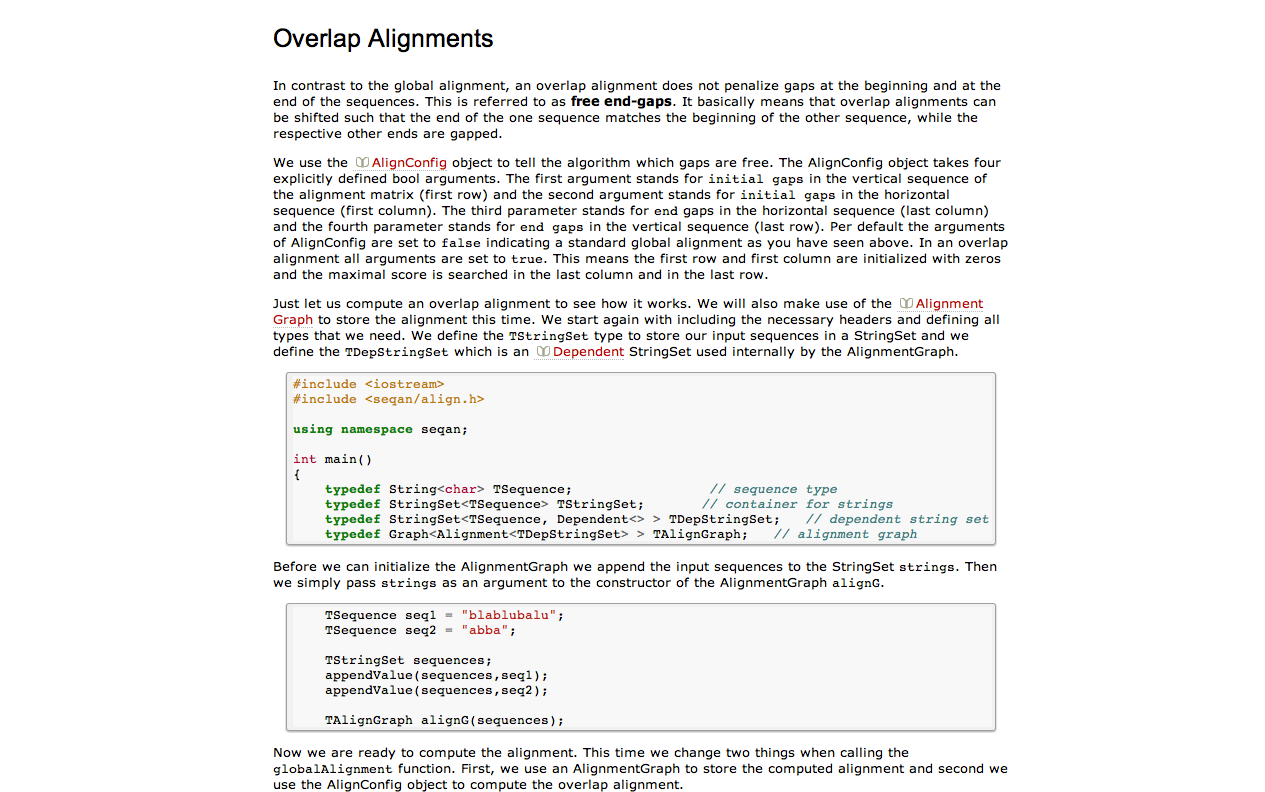 Overlap Alignments
In contrast to the global alignment, an overlap alignment does not penalize gaps at the beginning and at the
end of the sequences. This is referred to as free end-gaps. It basically means that overlap alignments can
be shifted such that the end of the one sequence matches the beginning of the other sequence, while the
respective other ends are gapped.
We use the AlignConfig object to tell the algorithm which gaps are free. The AlignConfig object takes four
explicitly defined bool arguments. The first argument stands for initial gaps in the vertical sequence of
the alignment matrix (first row) and the second argument stands for initial gaps in the horizontal
sequence (first column). The third parameter stands for end gaps in the horizontal sequence (last column)
and the fourth parameter stands for end gaps in the vertical sequence (last row). Per default the arguments
of AlignConfig are set to false indicating a standard global alignment as you have seen above. In an overlap
alignment all arguments are set to true. This means the first row and first column are initialized with zeros
and the maximal score is searched in the last column and in the last row.
Just let us compute an overlap alignment to see how it works. We will also make use of the Alignment
Graph to store the alignment this time. We start again with including the necessary headers and defining all
types that we need. We define the TStringSet type to store our input sequences in a StringSet and we
define the TDepStringSet which is an Dependent StringSet used internally by the AlignmentGraph.
#include <iostream>
#include <seqan/align.h>
using namespace seqan;
int main()
{
typedef String<char> TSequence; // sequence type
typedef StringSet<TSequence> TStringSet; // container for strings
typedef StringSet<TSequence, Dependent<> > TDepStringSet; // dependent string set
typedef Graph<Alignment<TDepStringSet> > TAlignGraph; // alignment graph
Before we can initialize the AlignmentGraph we append the input sequences to the StringSet strings. Then
we simply pass strings as an argument to the constructor of the AlignmentGraph alignG.
TSequence seq1 = "blablubalu";
TSequence seq2 = "abba";
TStringSet sequences;
appendValue(sequences,seq1);
appendValue(sequences,seq2);
TAlignGraph alignG(sequences);
Now we are ready to compute the alignment. This time we change two things when calling the
globalAlignment function. First, we use an AlignmentGraph to store the computed alignment and second we
use the AlignConfig object to compute the overlap alignment.